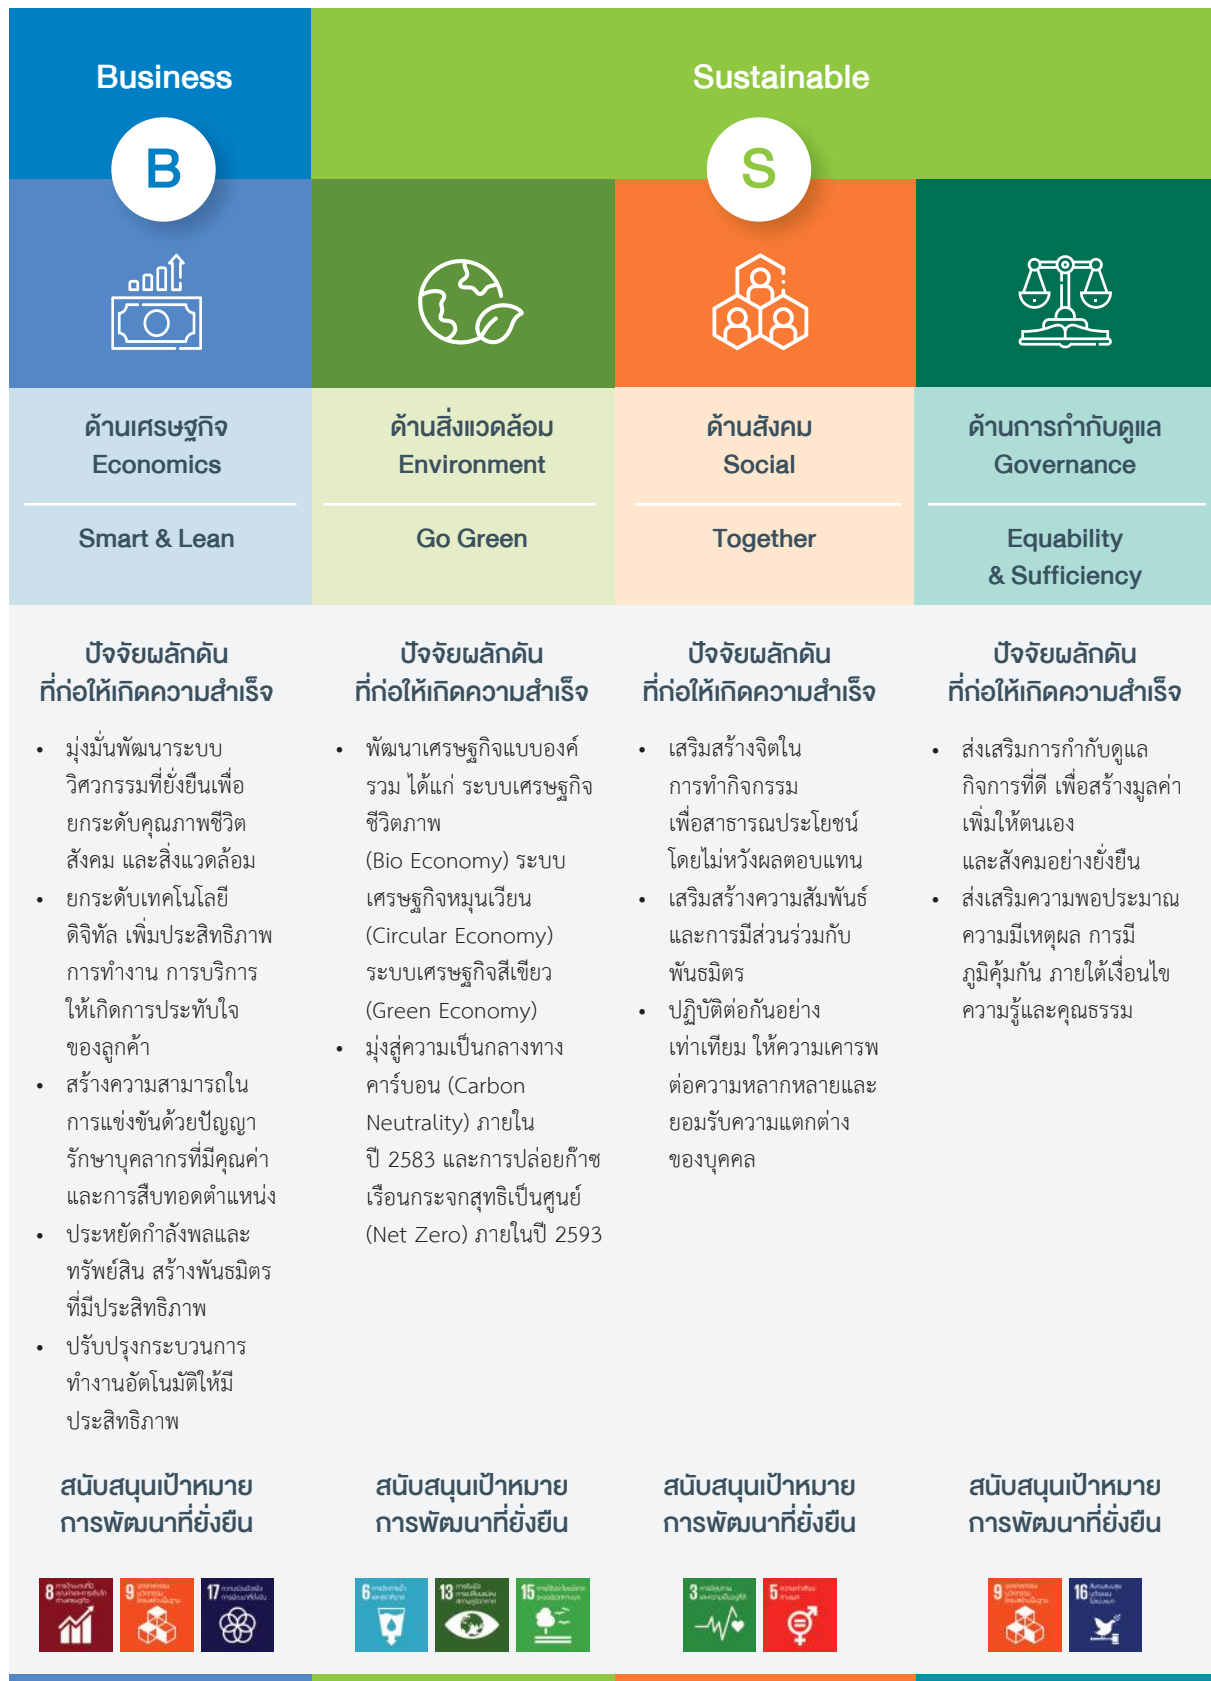 Business
Sustainable
B
S
ด้านเศรษฐกิจ
Economics
Smart & Lean
ด้านสิ่งแวดล้อม
Environment
Go Green
ด้านสังคม
Social
Together
ด้านการกำกับดูแล
Governance
Equability
& Sufficiency
ปัจจัยผลักดัน
ที่ก่อให้เกิดความสำเร็จ
• มุ่งมั่นพัฒนาระบบ
วิศวกรรมที่ยั่งยืนเพื่อ
ยกระดับคุณภาพชีวิต
สังคม และสิ่งแวดล้อม
• ยกระดับเทคโนโลยี
ดิจิทัล เพิ่มประสิทธิภาพ
การทำงาน การบริการ
ให้เกิดการประทับใจ
ของลูกค้า
• สร้างความสามารถใน
การแข่งขันด้วยปัญญา
รักษาบุคลากรที่มีคุณค่า
และการสืบทอดตำแหน่ง
• ประหยัดกำลังพลและ
ทรัพย์สิน สร้างพันธมิตร
ที่มีประสิทธิภาพ
• ปรับปรุงกระบวนการ
ทำงานอัตโนมัติให้มี
ประสิทธิภาพ
สนับสนุนเป้าหมาย
การพัฒนาที่ยั่งยืน
8
9
17
ปัจจัยผลักดัน
ที่ก่อให้เกิดความสำเร็จ
• พัฒนาเศรษฐกิจแบบองค์
รวม ได้แก่ ระบบเศรษฐกิจ
ชีวิตภาพ
(Bio Economy) ระบบ
เศรษฐกิจหมุนเวียน
(Circular Economy)
ระบบเศรษฐกิจสีเขียว
(Green Economy)
• มุ่งสู่ความเป็นกลางทาง
คาร์บอน (Carbon
Neutrality) ภายใน
ปี 2583 และการปล่อยก๊าซ
เรือนกระจกสุทธิเป็นศูนย์
(Net Zero) ภายในปี 2593
สนับสนุนเป้าหมาย
การพัฒนาที่ยั่งยืน
6
13
15
ปัจจัยผลักดัน
ที่ก่อให้เกิดความสำเร็จ
• เสริมสร้างจิตใน
การทำกิจกรรม
เพื่อสาธารณประโยชน์
โดยไม่หวังผลตอบแทน
• เสริมสร้างความสัมพันธ์
และการมีส่วนร่วมกับ
พันธมิตร
• ปฏิบัติต่อกันอย่าง
เท่าเทียม ให้ความเคารพ
ต่อความหลากหลายและ
ยอมรับความแตกต่าง
ของบุคคล
สนับสนุนเป้าหมาย
การพัฒนาที่ยั่งยืน
3
5
ปัจจัยผลักดัน
ที่ก่อให้เกิดความสำเร็จ
• ส่งเสริมการกำกับดูแล
กิจการที่ดี เพื่อสร้างมูลค่า
เพิ่มให้ตนเอง
และสังคมอย่างยั่งยืน
• ส่งเสริมความพอประมาณ
ความมีเหตุผล การมี
ภูมิคุ้มกัน ภายใต้เงื่อนไข
ความรู้และคุณธรรม
สนับสนุนเป้าหมาย
การพัฒนาที่ยั่งยืน
9
16